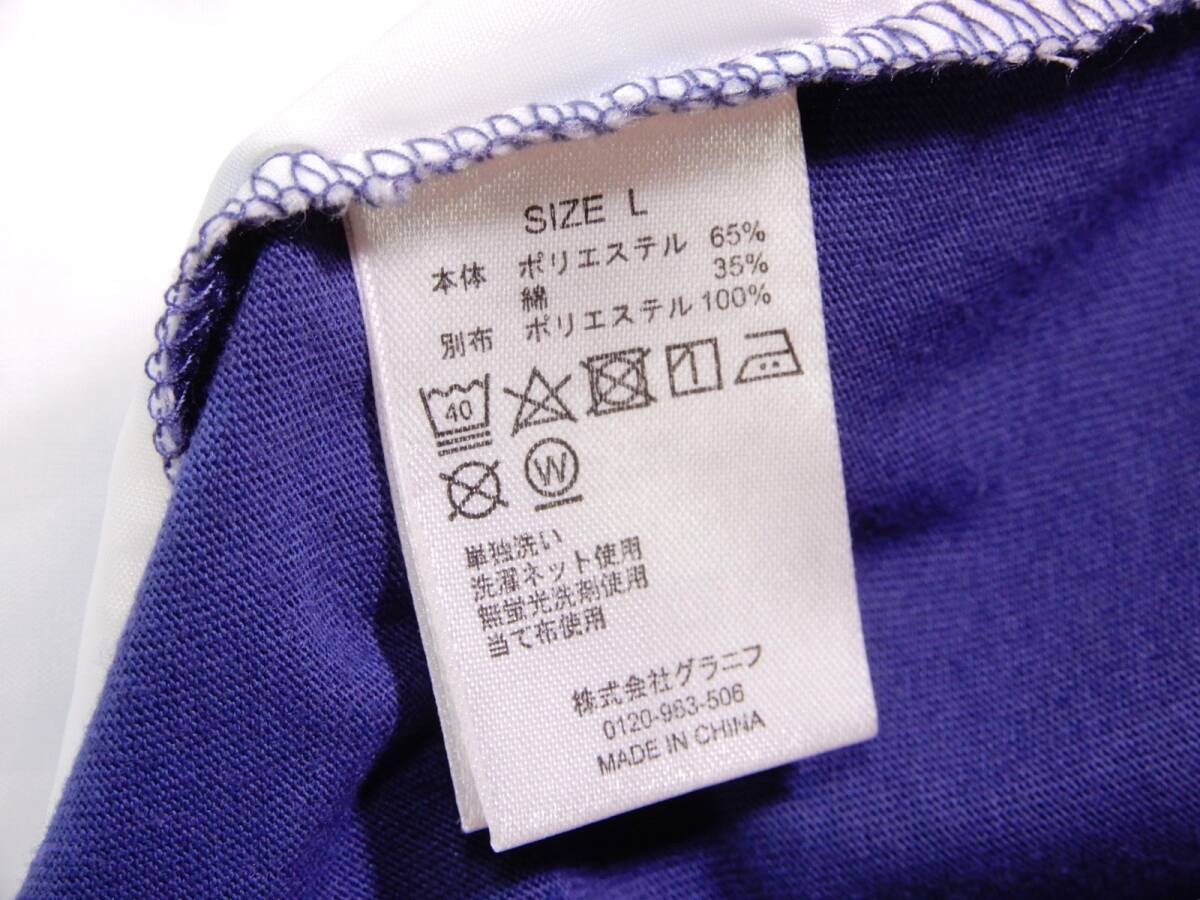 SIZE L
本体 ポリエステル 65%
綿 35%
別布 ポリエステル 100%
40
W
単独洗い
洗濯ネット使用
無蛍光洗剤使用
当て布使用
株式会社グラニフ
0120-963-506
MADE IN CHINA